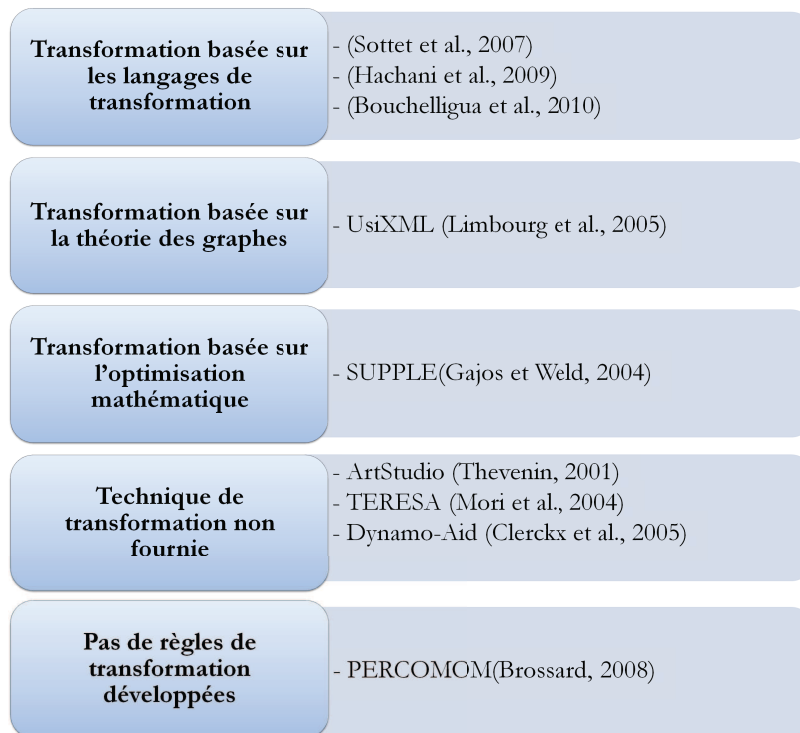 Transformation basée sur
les langages de
transformation
- (Sottet et al., 2007)
- (Hachani et al., 2009)
- (Bouchelligua et al., 2010)
Transformation basée sur
la théorie des graphes
- UsiXML (Limbourg et al., 2005)
Transformation basée sur
l’optimisation
mathématique
- SUPPLE(Gajos et Weld, 2004)
Technique de
transformation non
fournie
- ArtStudio (Thevenin, 2001)
- TERESA (Mori et al., 2004)
- Dynamo-Aid (Clerckx et al., 2005)
Pas de règles de
transformation
développées
- PERCOMOM(Brossard, 2008)